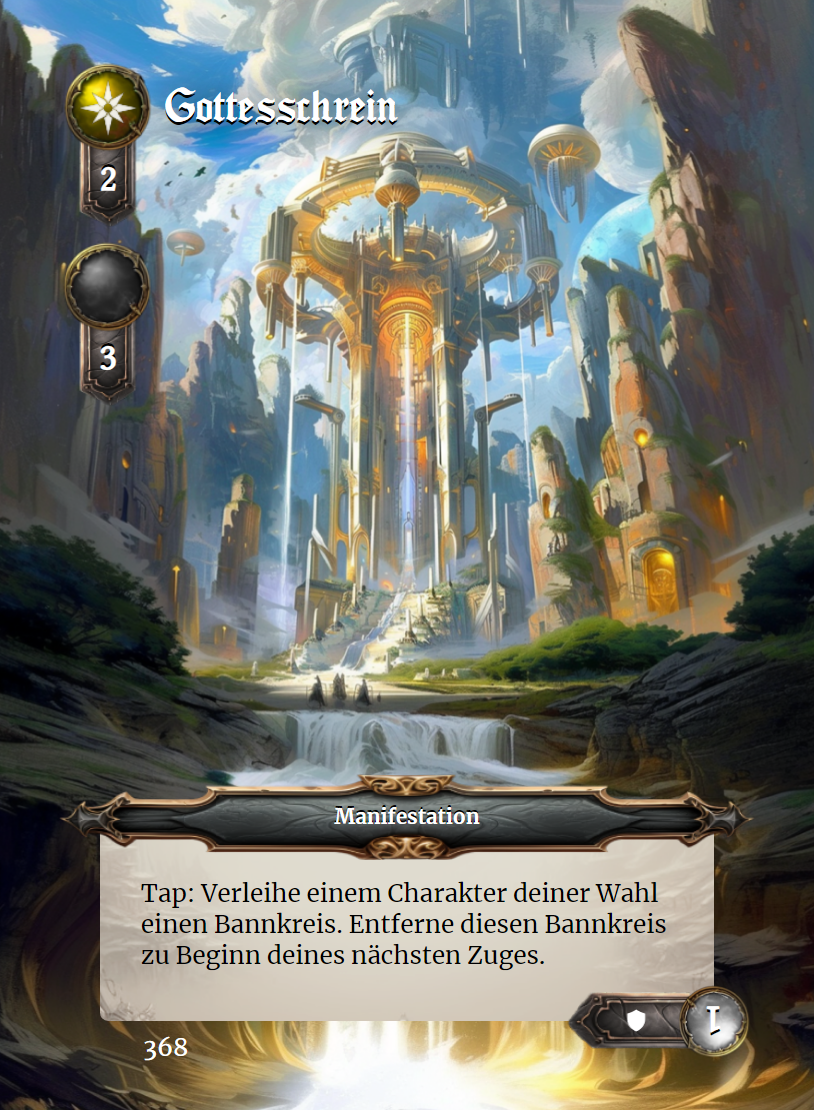 Gottesschrein
2
3
Manifestation
Tap: Verleihe einem Charakter deiner Wahl
einen Bannkreis. Entferne diesen Bannkreis
zu Beginn deines nächsten Zuges.
368